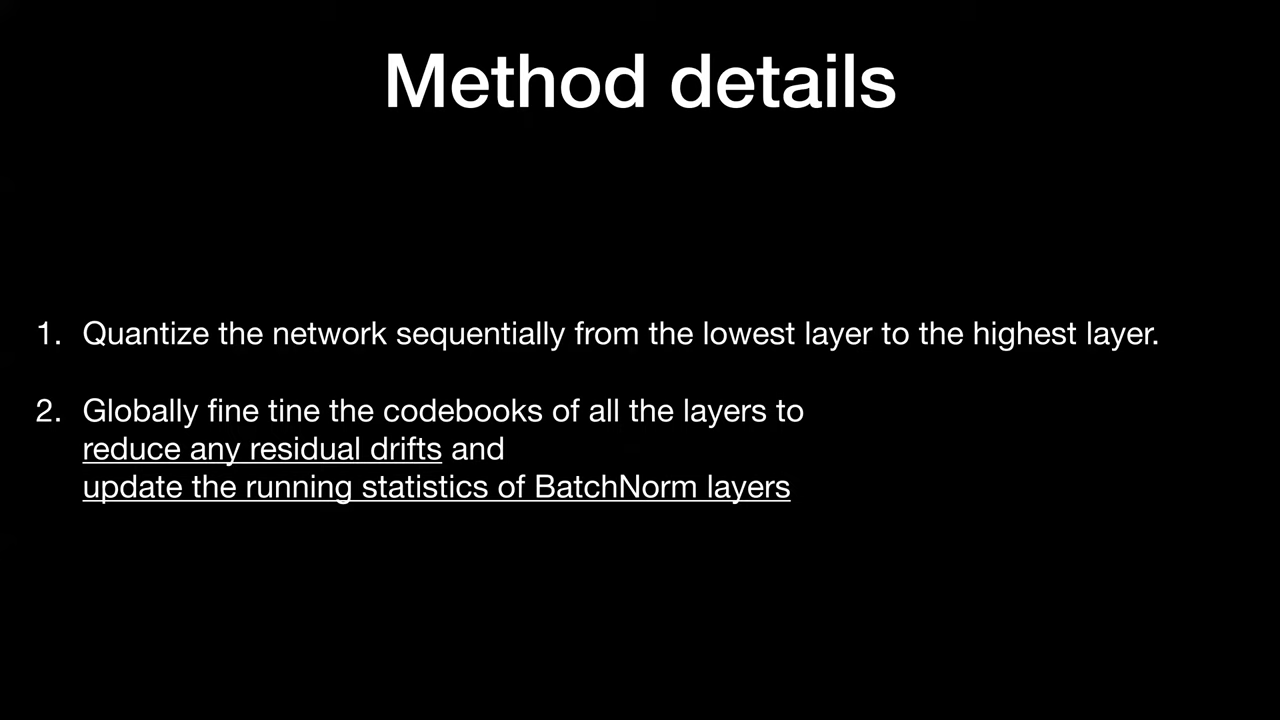 Method details
1. Quantize the network sequentially from the lowest layer to the highest layer.
2. Globally fine tine the codebooks of all the layers to
reduce any residual drifts and
update the running statistics of BatchNorm layers